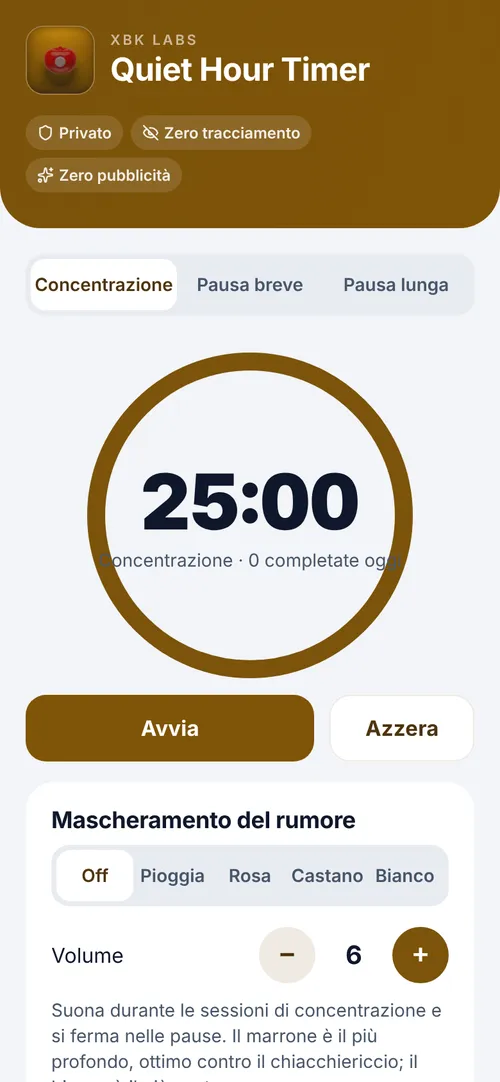 XBK LABS
Quiet Hour Timer
Privato
Zero tracciamento
Zero pubblicità
Concentrazione Pausa breve Pausa lunga
25:00
Concentrazione · 0 completate oggi
Avvia Azzera
Mascheramento del rumore
Off Pioggia Rosa Castano Bianco
Volume − 6 +
Suona durante le sessioni di concentrazione e
si ferma nelle pause. Il marrone è il più
profondo, ottimo contro il chiacchiericcio; il